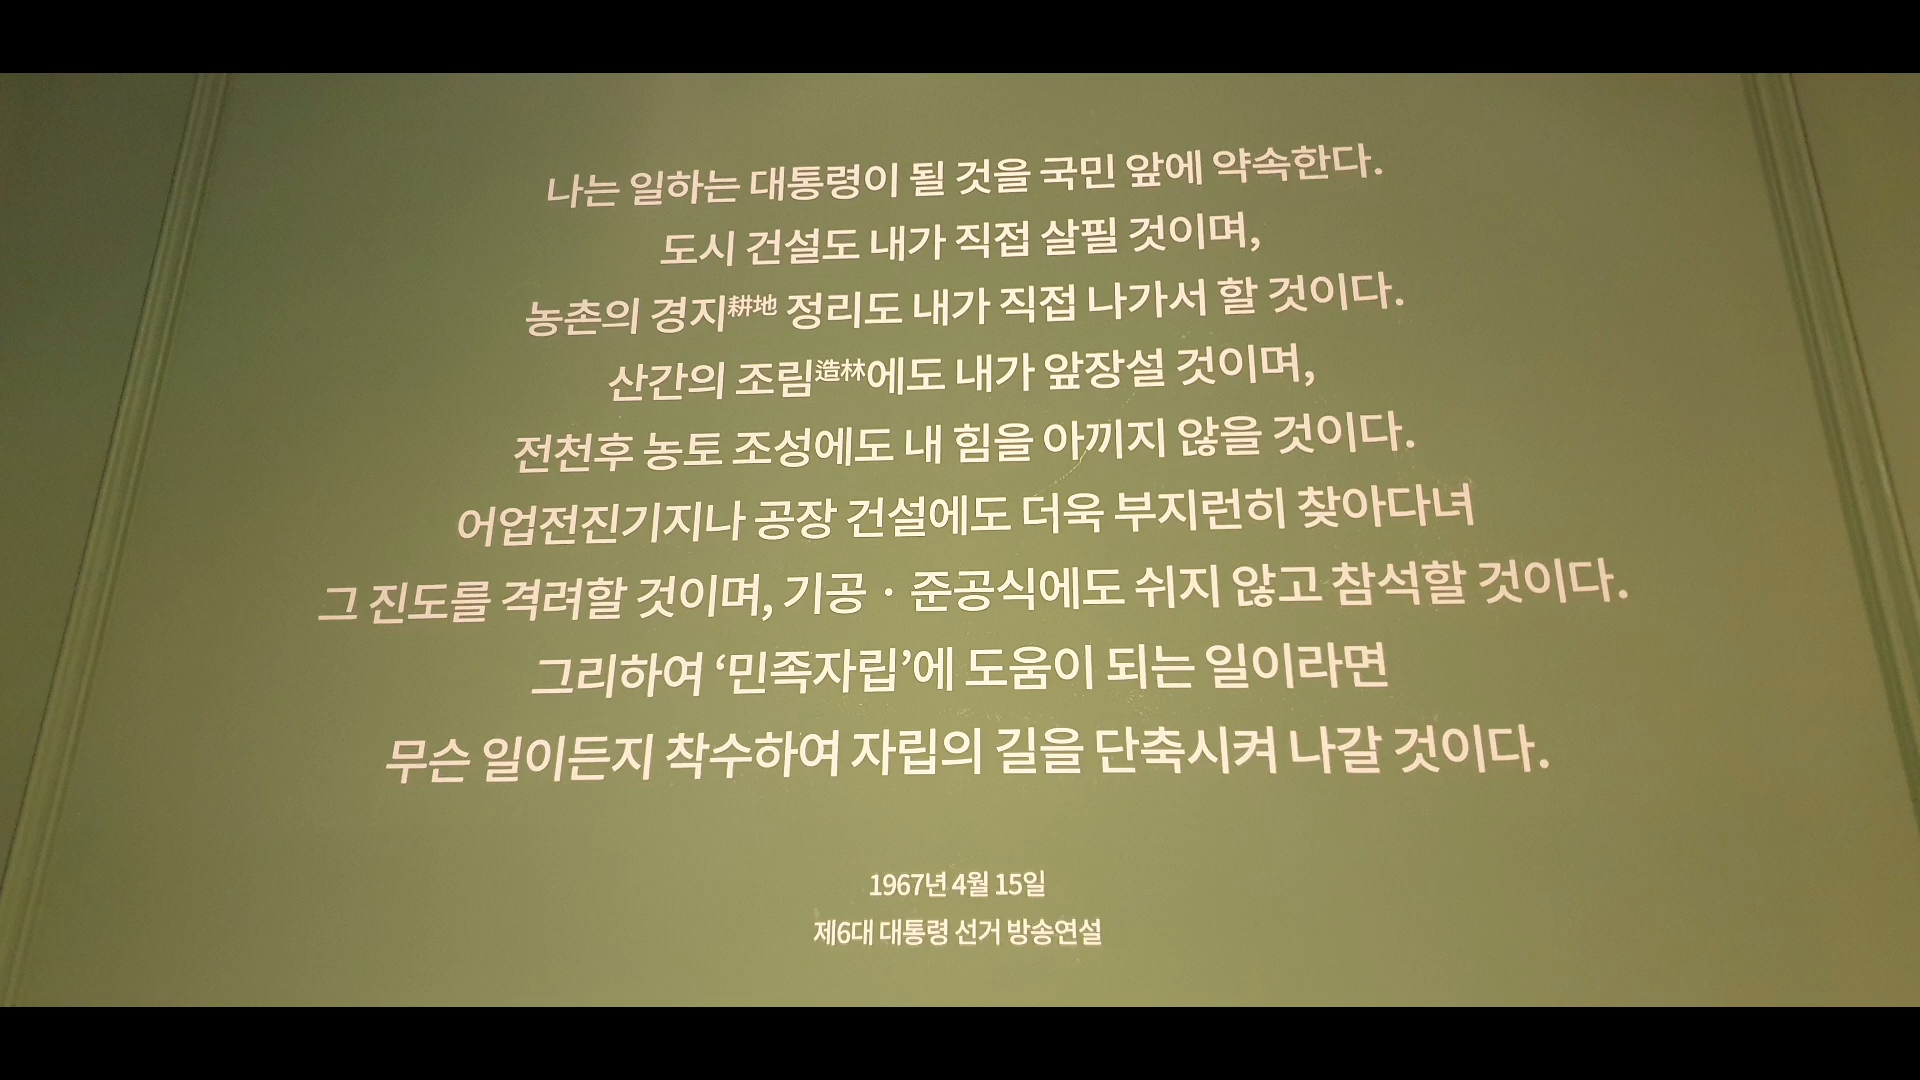 나는 일하는 대통령이 될 것을 국민 앞에 약속한다.
도시 건설도 내가 직접 살필 것이며,
농촌의 경지耕地 정리도 내가 직접 나가서 할 것이다.
산간의 조림造林에도 내가 앞장설 것이며,
전천후 농토 조성에도 내 힘을 아끼지 않을 것이다.
어업전진기지나 공장 건설에도 더욱 부지런히 찾아다녀
그 진도를 격려할 것이며, 기공 · 준공식에도 쉬지 않고 참석할 것이다.
그리하여 ‘민족자립’에 도움이 되는 일이라면
무슨 일이든지 착수하여 자립의 길을 단축시켜 나갈 것이다.
1967년 4월 15일
제6대 대통령 선거 방송연설